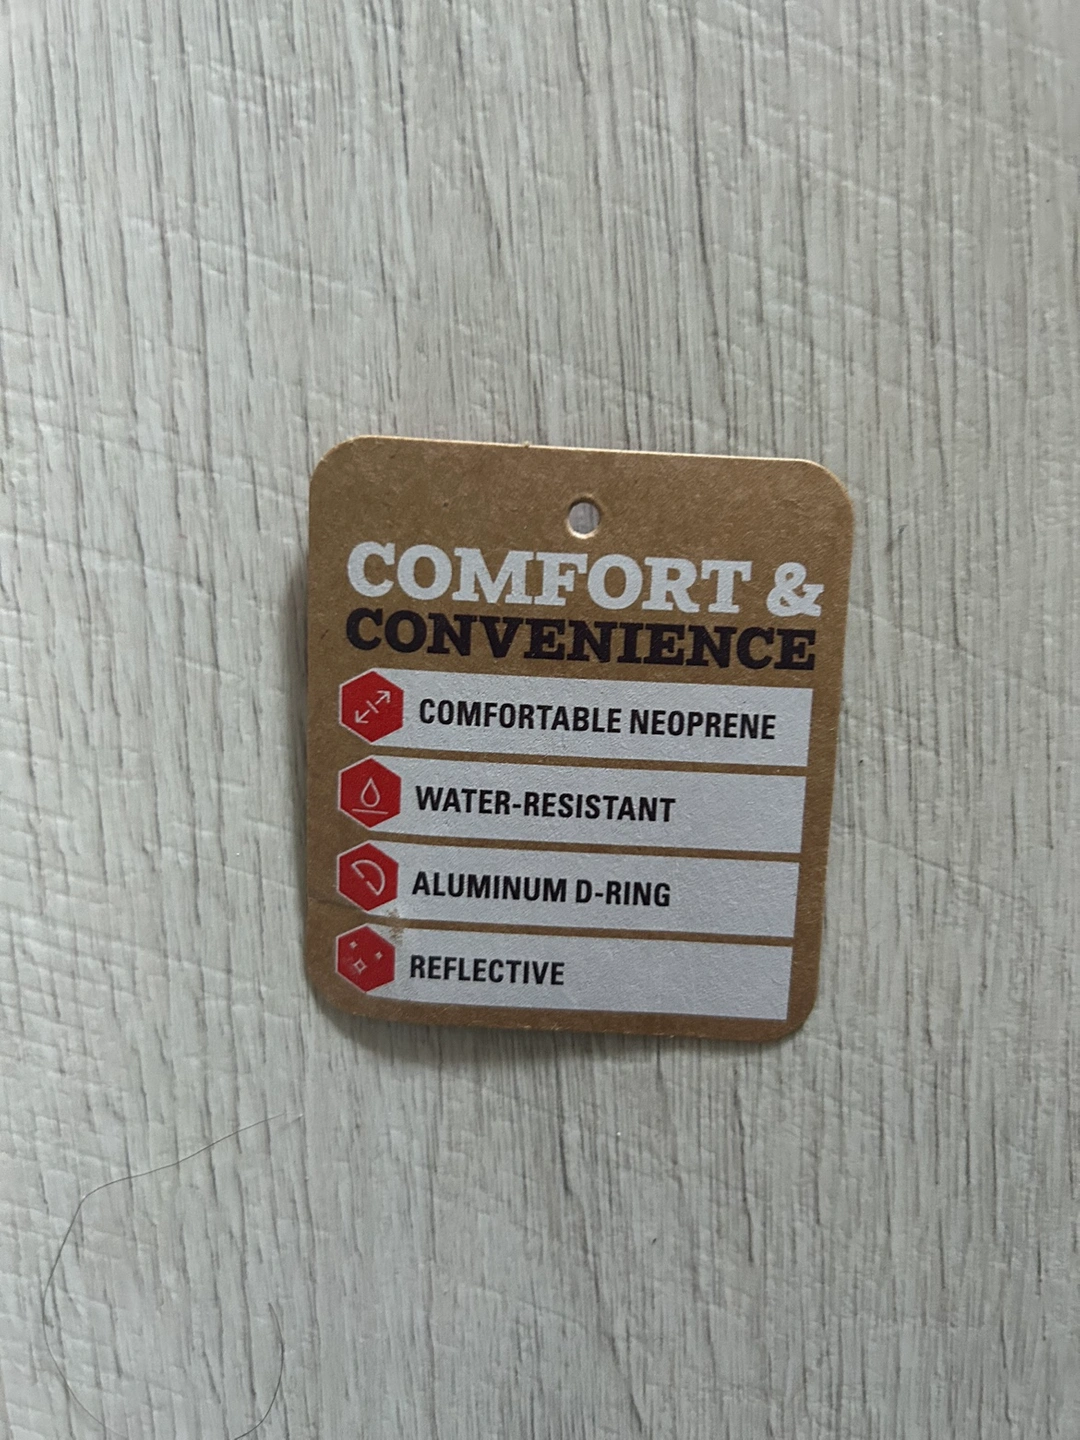 COMFORT &
CONVENIENCE
COMFORTABLE NEOPRENE
WATER-RESISTANT
ALUMINUM D-RING
REFLECTIVE